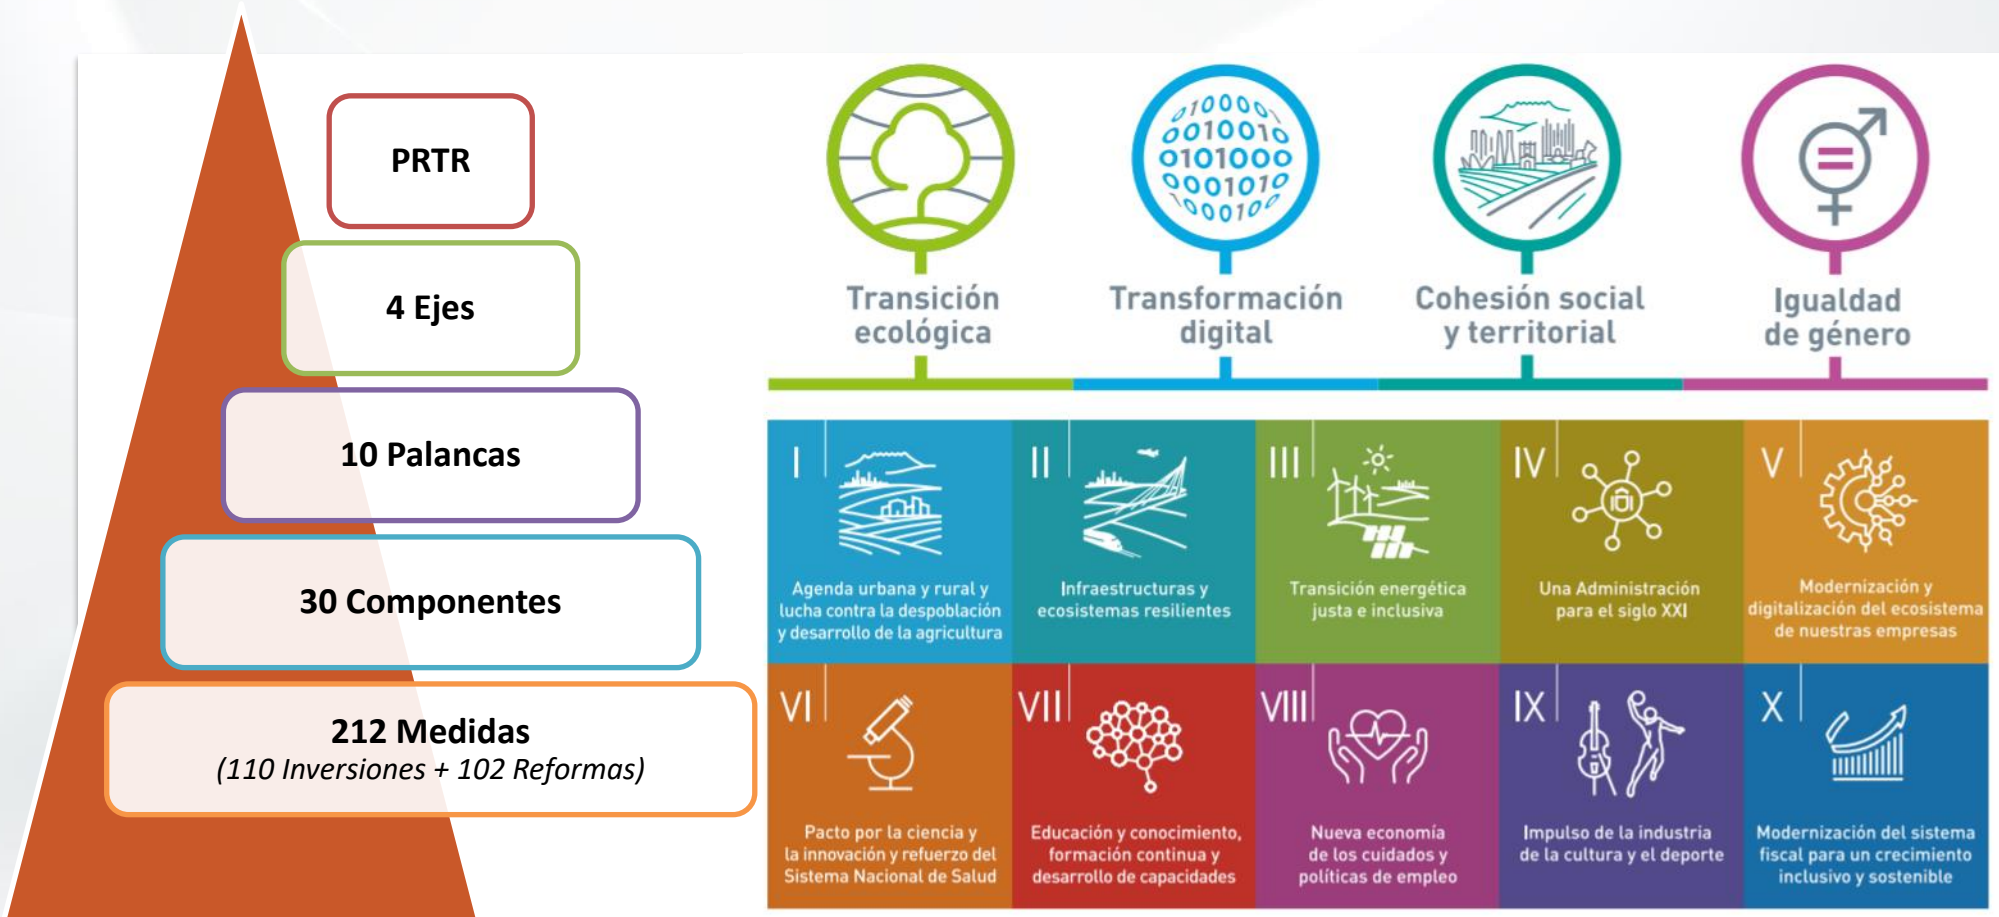 PRTR
4 Ejes
10 Palancas
30 Componentes
212 Medidas
(110 Inversiones + 102 Reformas)
10000
0010010
0101000
0001010
000100
Transición
ecológica
Transformación
digital
Cohesión social
y territorial
Igualdad
de género
I
Agenda urbana y rural y
lucha contra la despoblación
y desarrollo de la agricultura
II
Infraestructuras y
ecosistemas resilientes
III
Transición energética
justa e inclusiva
IV
Una Administración
para el siglo XXI
V
Modernización y
digitalización del ecosistema
de nuestras empresas
VI
Pacto por la ciencia y
la innovación y refuerzo del
Sistema Nacional de Salud
VII
Educación y conocimiento,
formación continua y
desarrollo de capacidades
VIII
Nueva economía
de los cuidados y
políticas de empleo
IX
Impulso de la industria
de la cultura y el deporte
X
Modernización del sistema
fiscal para un crecimiento
inclusivo y sostenible